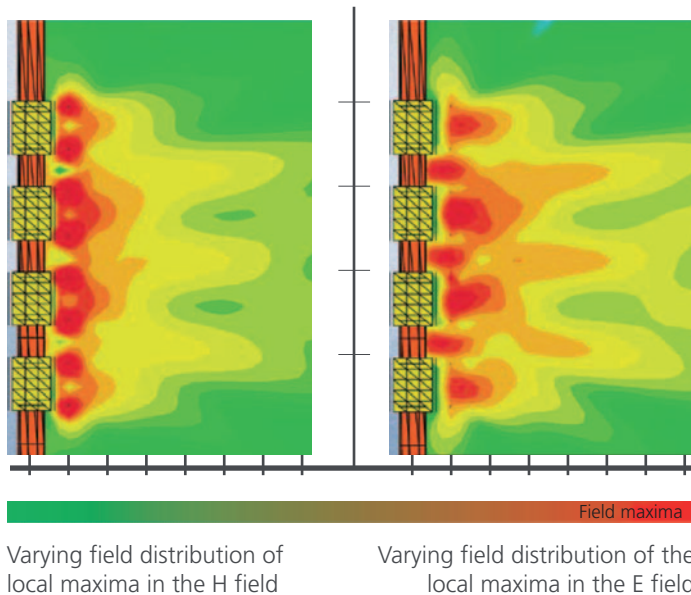 Field maxima
Varying field distribution of
local maxima in the H field
Varying field distribution of the
local maxima in the E field